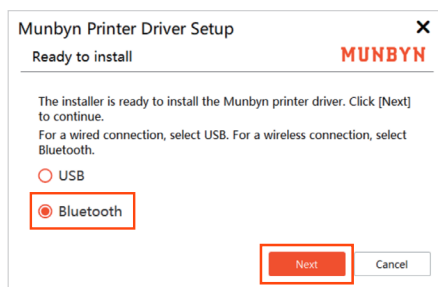 Munbyn Printer Driver Setup
Ready to install
MUNBYN
The installer is ready to install the Munbyn printer driver. Click [Next]
to continue.
For a wired connection, select USB. For a wireless connection, select
Bluetooth.
USB
Bluetooth
Next
Cancel